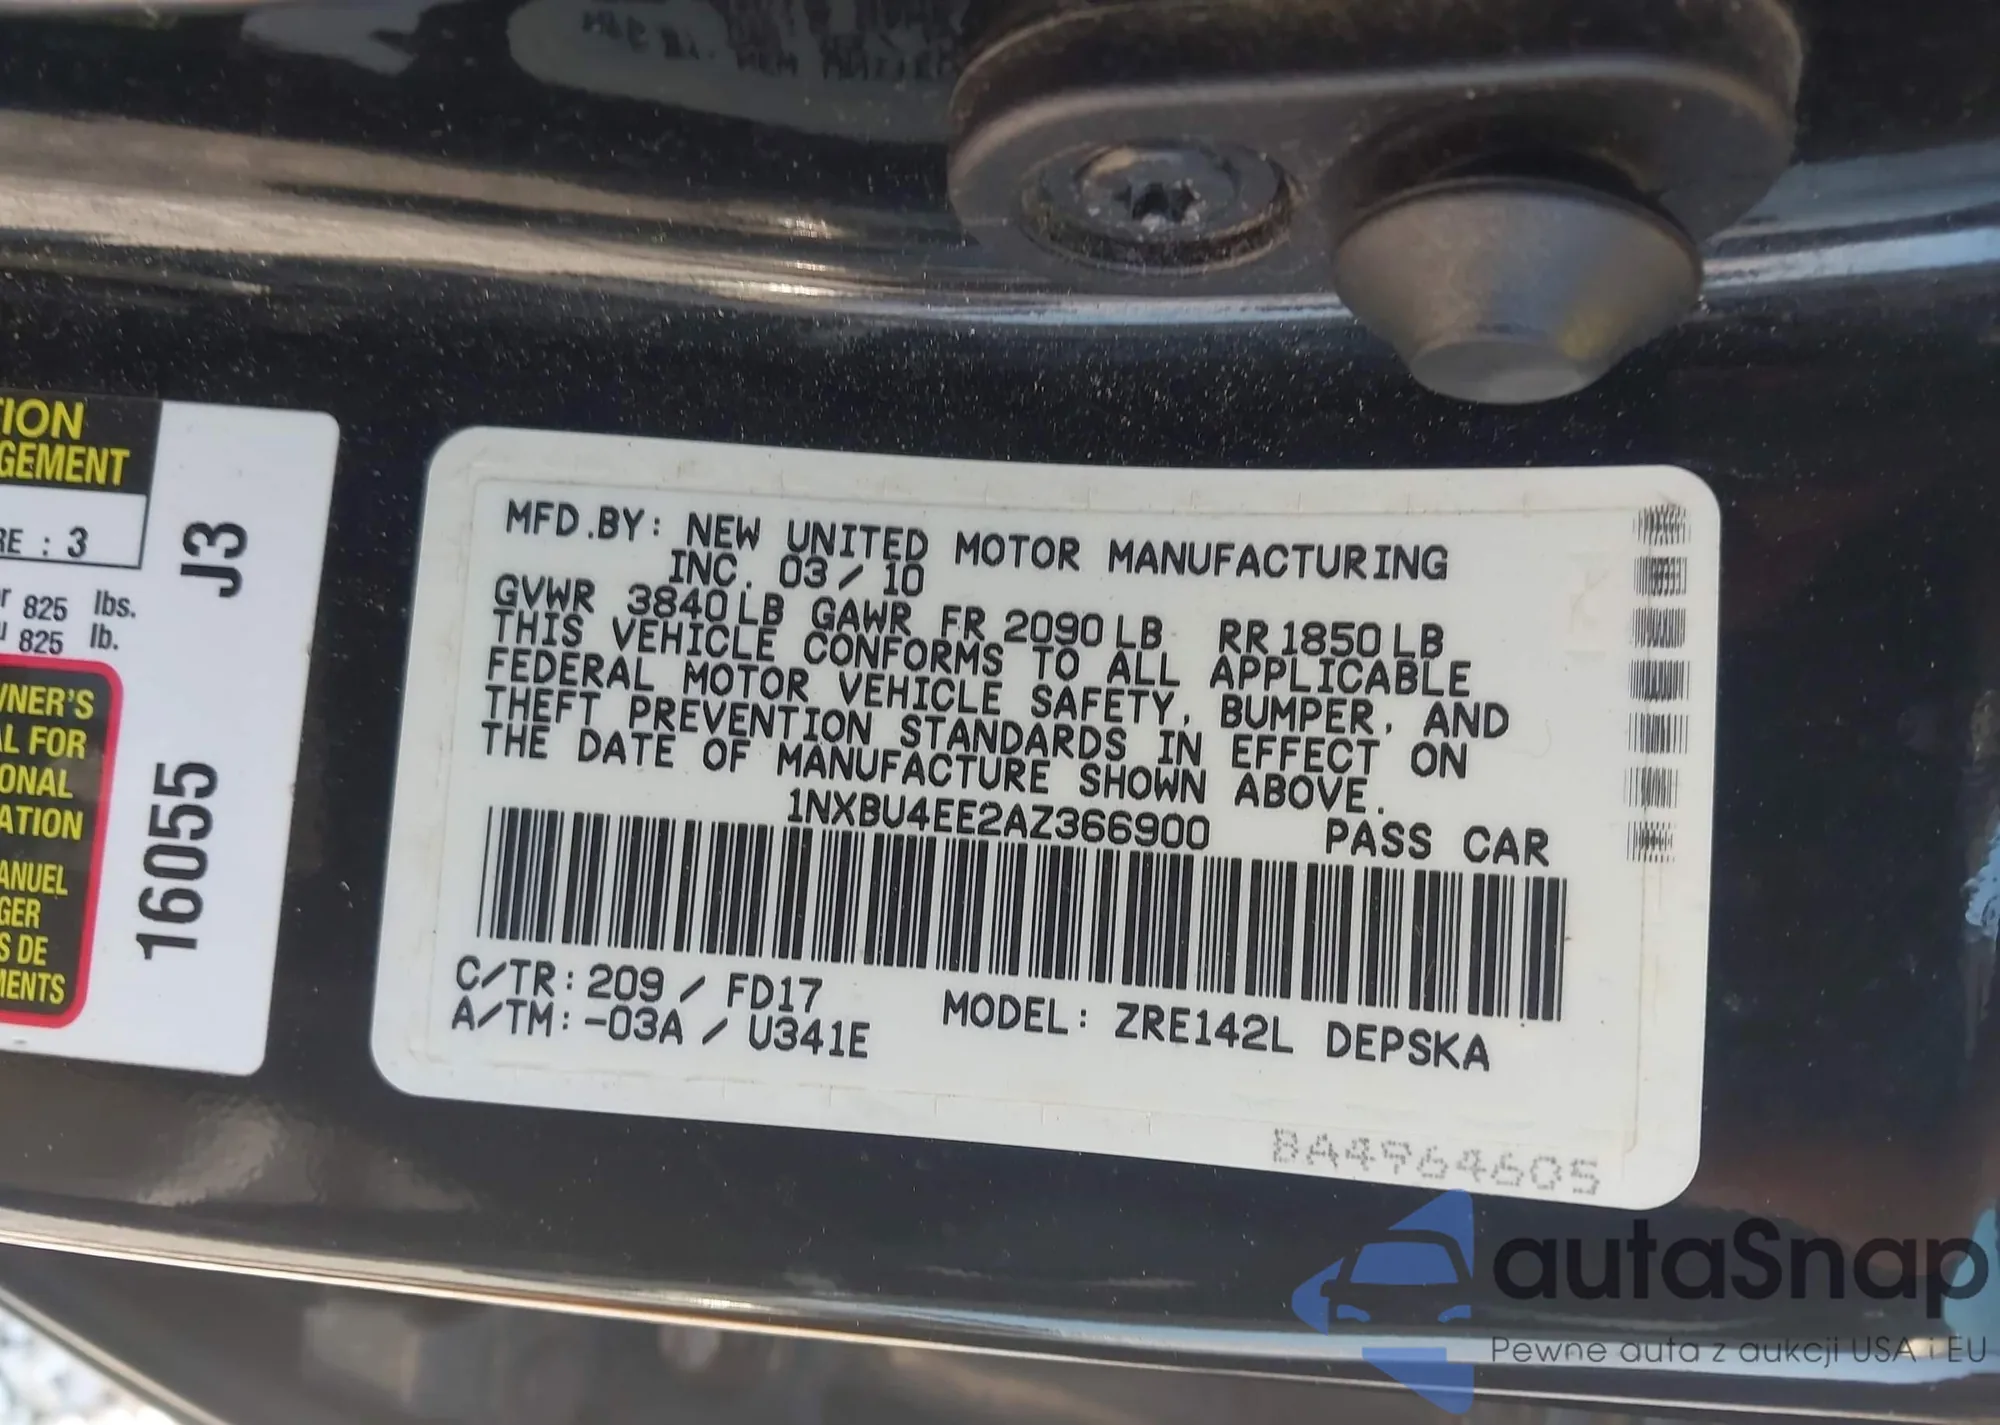 TION
GEMENT
RE : 3
825 lbs.
825 lb.
WNER'S
AL FOR
ONAL
ATION
ANUEL
GER
S DE
MENTS
J3
16055
MFD.BY: NEW UNITED MOTOR MANUFACTURING
INC. 03/10
GVWR 3840LB GAWR FR 2090LB RR1850LB
THIS VEHICLE CONFORMS TO ALL APPLICABLE
FEDERAL MOTOR VEHICLE SAFETY, BUMPER, AND
THEFT PREVENTION STANDARDS IN EFFECT ON
THE DATE OF MANUFACTURE SHOWN ABOVE.
1NXBU4EE2AZ366900 PASS CAR
C/TR: 209 / FD17
A/TM: -03A / U341E
MODEL: ZRE142L DEPSKA
BA4964605
autaSnap
Pewne auta z aukcji USA i EU